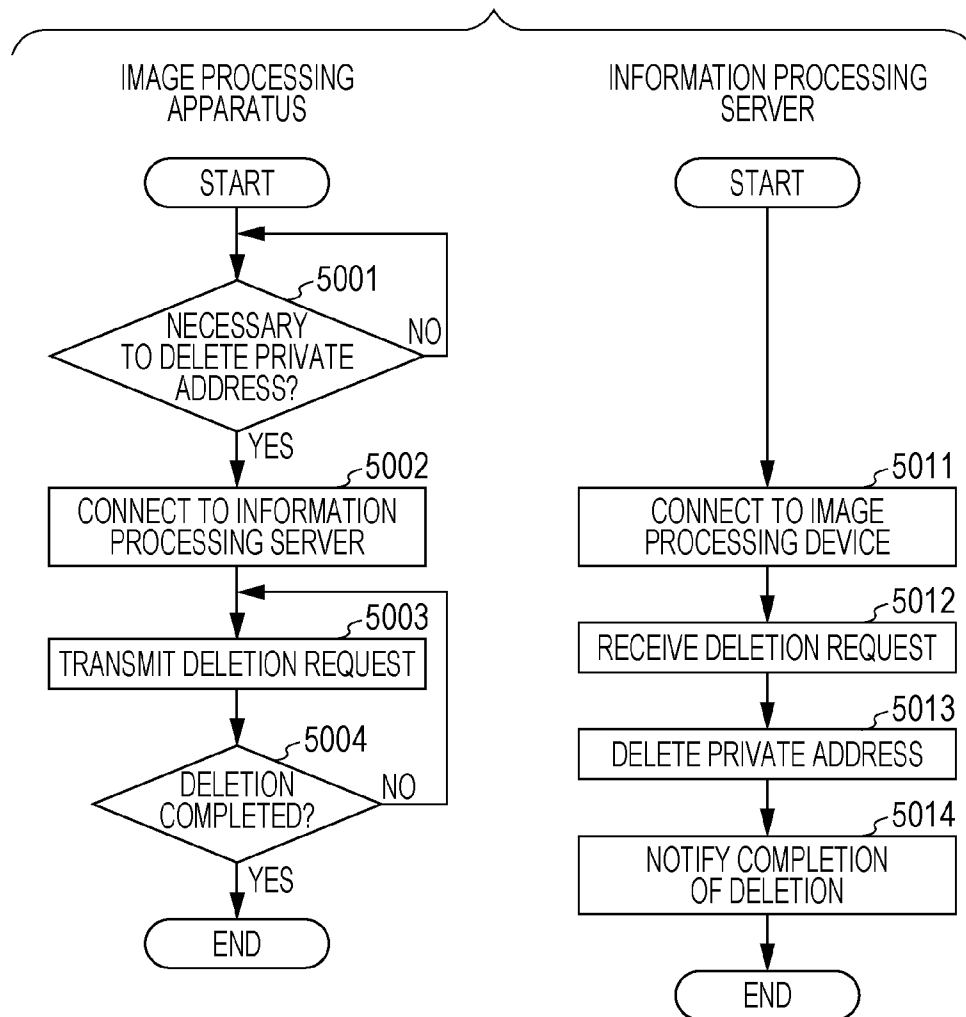 IMAGE PROCESSING
APPARATUS
START
5001
NECESSARY
TO DELETE PRIVATE
ADDRESS?
NO
YES
5002
CONNECT TO INFORMATION
PROCESSING SERVER
5003
TRANSMIT DELETION REQUEST
5004
DELETION
COMPLETED?
NO
YES
END
INFORMATION PROCESSING
SERVER
START
5011
CONNECT TO IMAGE
PROCESSING DEVICE
5012
RECEIVE DELETION REQUEST
5013
DELETE PRIVATE ADDRESS
5014
NOTIFY COMPLETION
OF DELETION
END